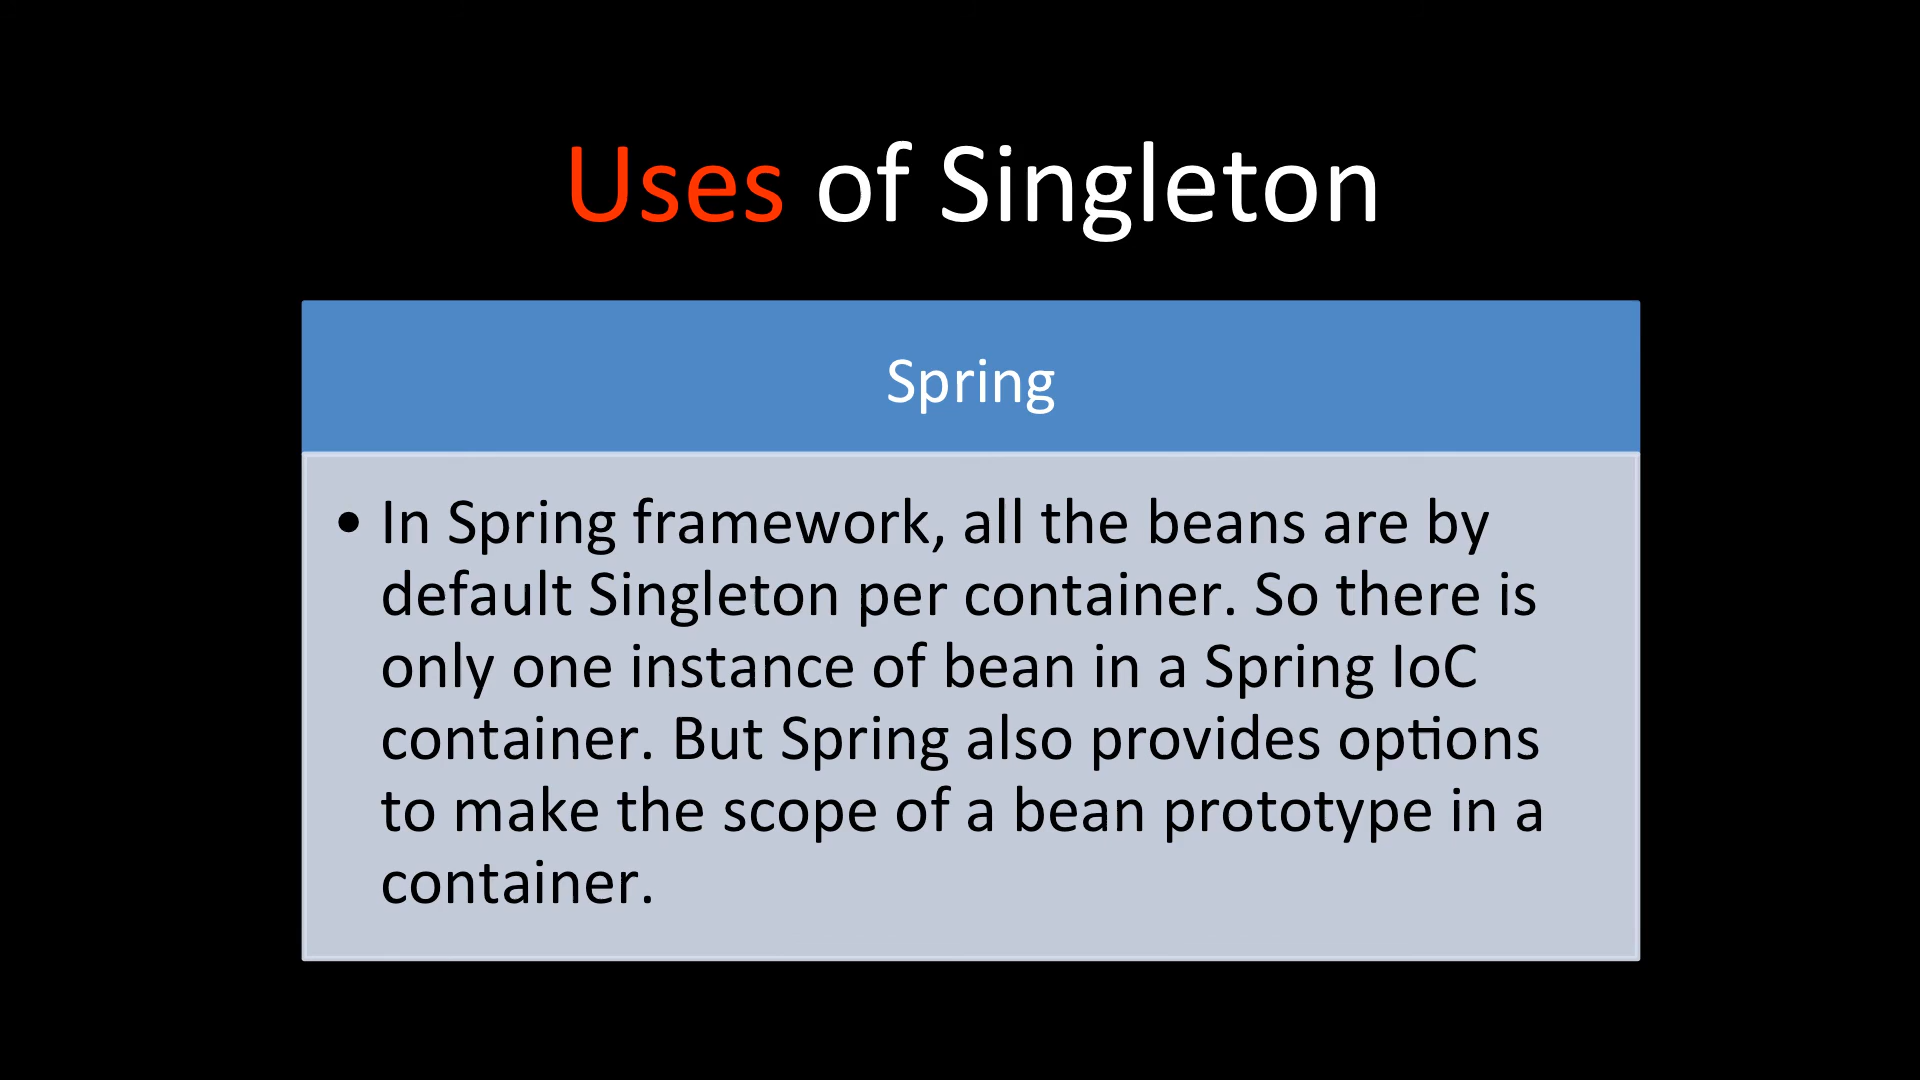 Uses of Singleton
Spring
• In Spring framework, all the beans are by
default Singleton per container. So there is
only one instance of bean in a Spring IoC
container. But Spring also provides options
to make the scope of a bean prototype in a
container.